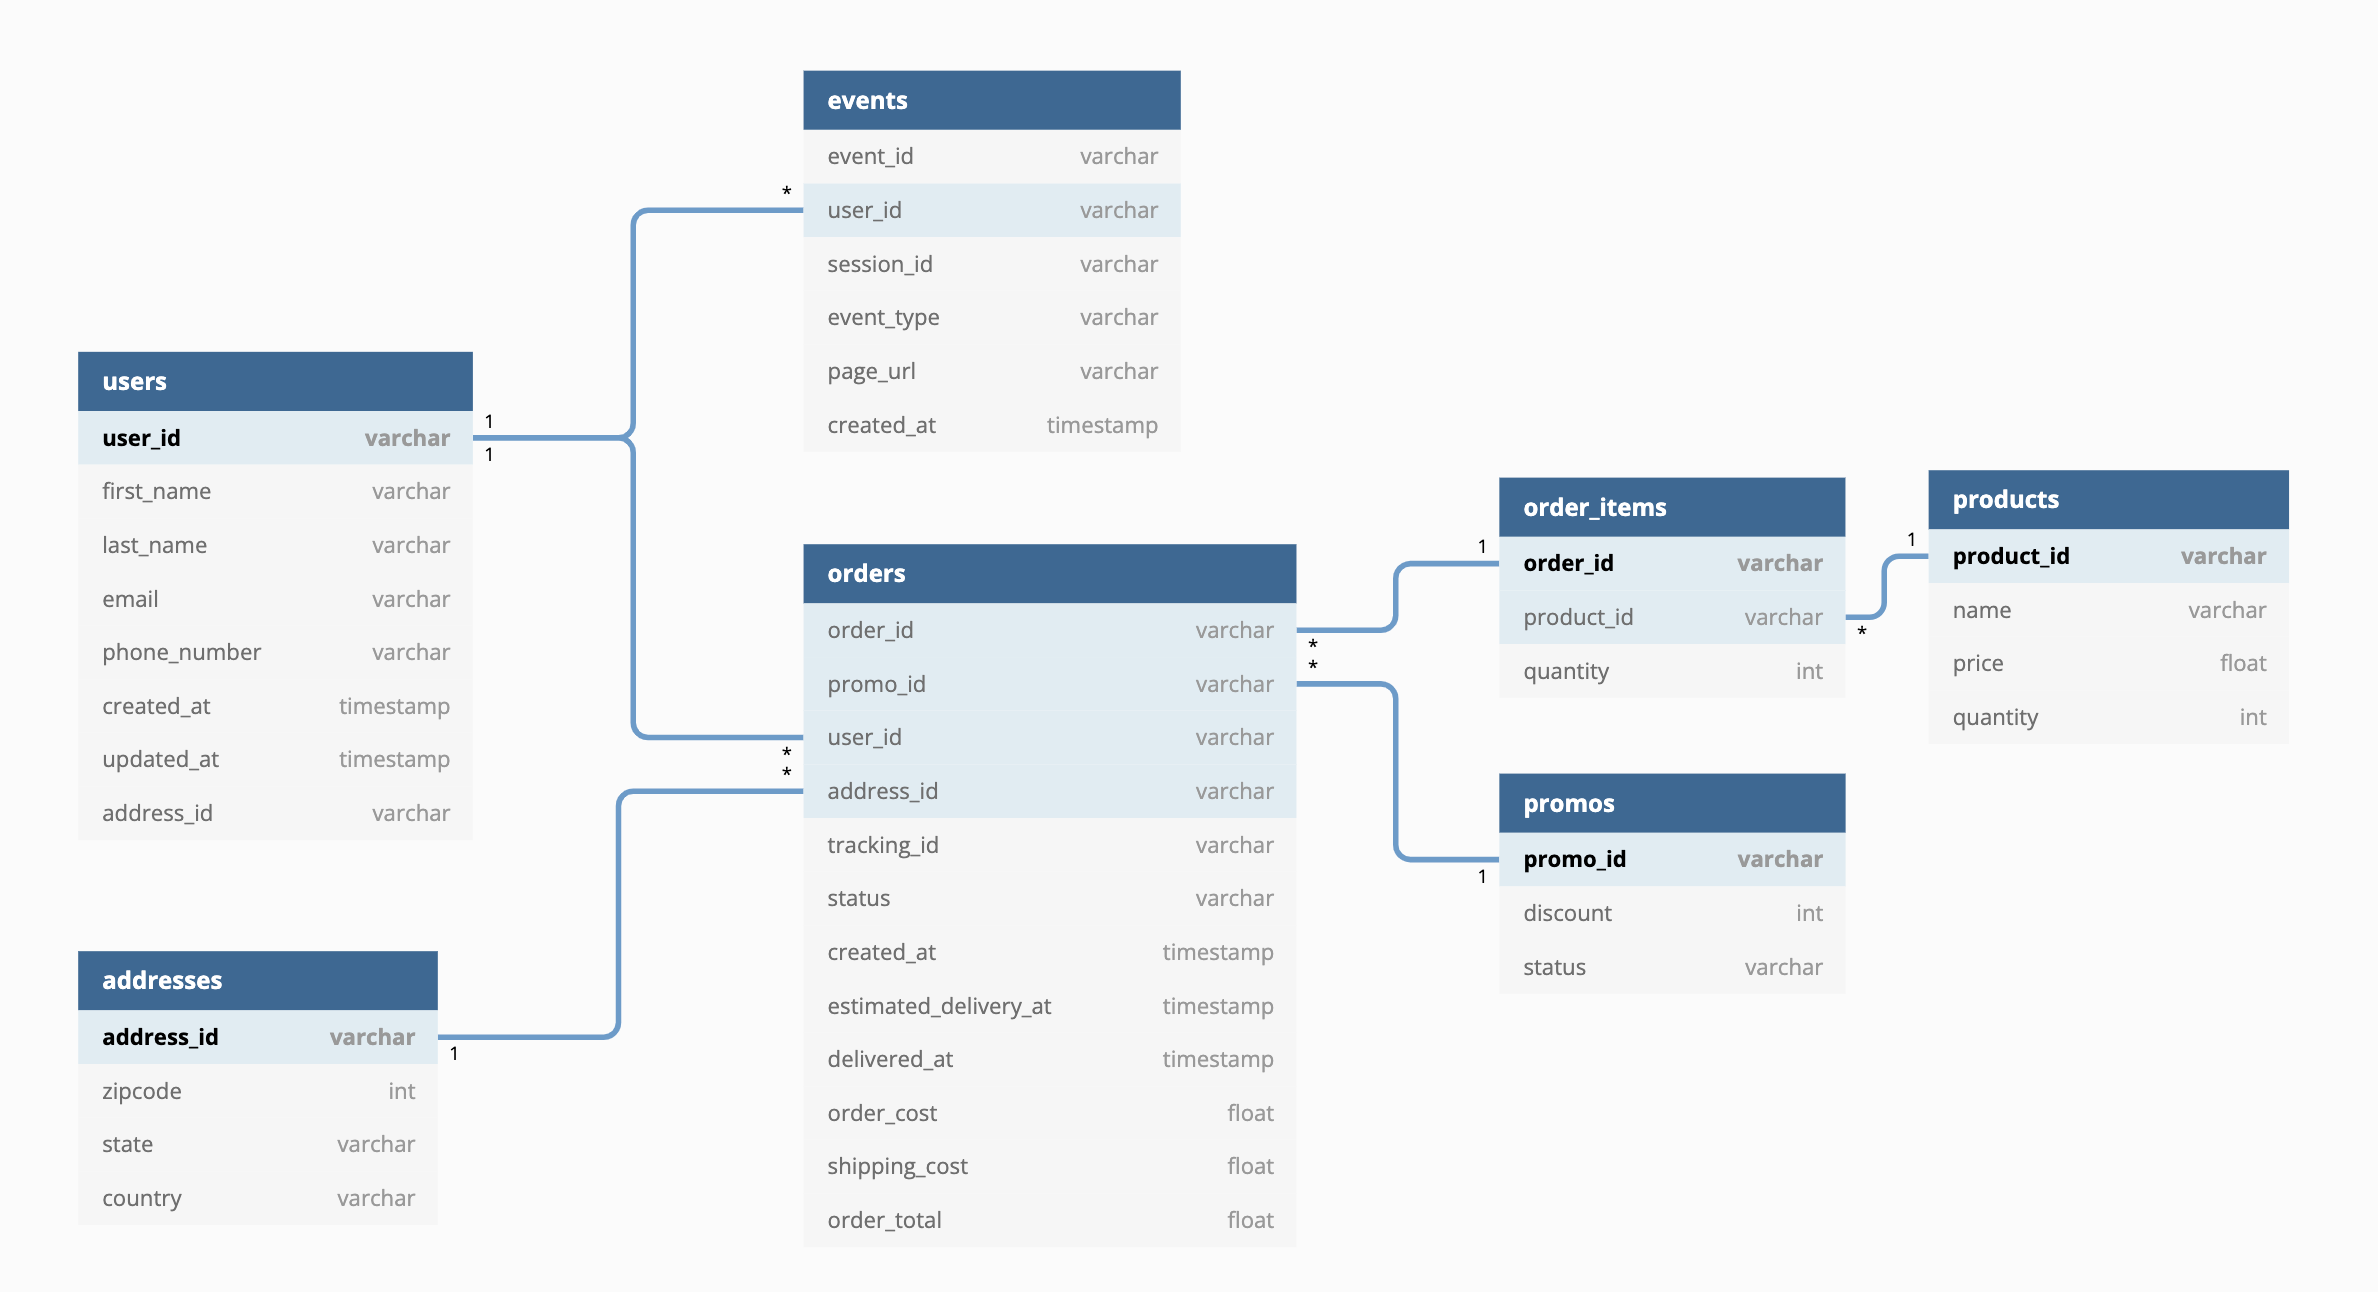 events
event_id varchar
* user_id varchar
session_id varchar
event_type varchar
page_url varchar
created_at timestamp
users
1
user_id varchar
1
first_name varchar
last_name varchar
email varchar
phone_number varchar
created_at timestamp
updated_at timestamp
address_id varchar
orders
order_id varchar
*
*
promo_id varchar
user_id varchar
*
*
address_id varchar
tracking_id varchar
status varchar
created_at timestamp
estimated_delivery_at timestamp
delivered_at timestamp
order_cost float
shipping_cost float
order_total float
order_items
1
order_id varchar
product_id varchar
*
quantity int
products
1
product_id varchar
name varchar
price float
quantity int
promos
promo_id varchar
1
discount int
status varchar
addresses
address_id varchar
1
zipcode int
state varchar
country varchar